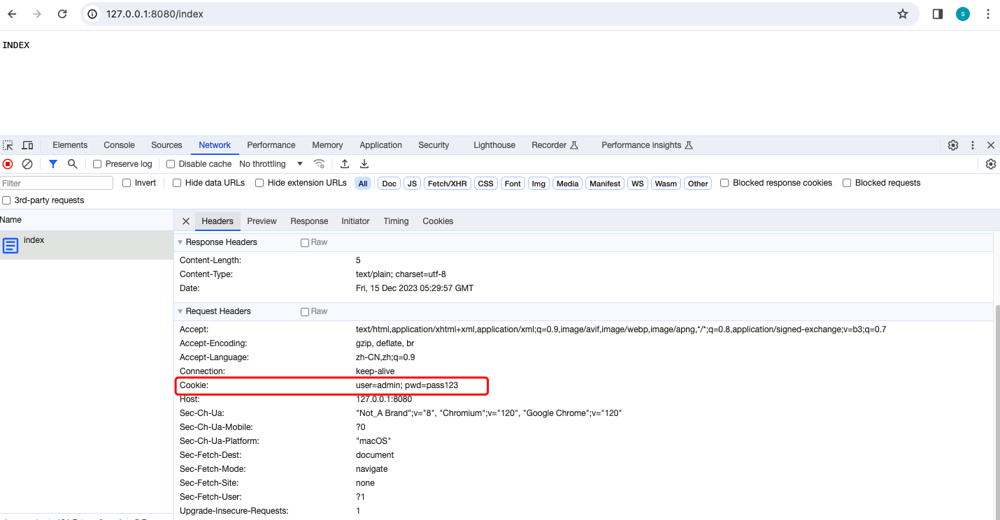 127.0.0.1:8080/index
s
INDEX
Elements Console Sources Network Performance Memory Application Security Lighthouse Recorder Performance insights
Preserve log Disable cache No throttling
Filter Invert Hide data URLs Hide extension URLs All Doc JS Fetch/XHR CSS Font Img Media Manifest WS Wasm Other Blocked response cookies Blocked requests
3rd-party requests
Name
Headers Preview Response Initiator Timing Cookies
index
Response Headers Raw
Content-Length: 5
Content-Type: text/plain; charset=utf-8
Date: Fri, 15 Dec 2023 05:29:57 GMT
Request Headers Raw
Accept: text/html,application/xhtml+xml,application/xml;q=0.9,image/avif,image/webp,image/apng,*/*;q=0.8,application/signed-exchange;v=b3;q=0.7
Accept-Encoding: gzip, deflate, br
Accept-Language: zh-CN,zh;q=0.9
Connection: keep-alive
Cookie: user=admin; pwd=pass123
Host: 127.0.0.1:8080
Sec-Ch-Ua: "Not_A Brand";v="8", "Chromium";v="120", "Google Chrome";v="120"
Sec-Ch-Ua-Mobile: ?0
Sec-Ch-Ua-Platform: "macOS"
Sec-Fetch-Dest: document
Sec-Fetch-Mode: navigate
Sec-Fetch-Site: none
Sec-Fetch-User: ?1
Upgrade-Insecure-Requests: 1